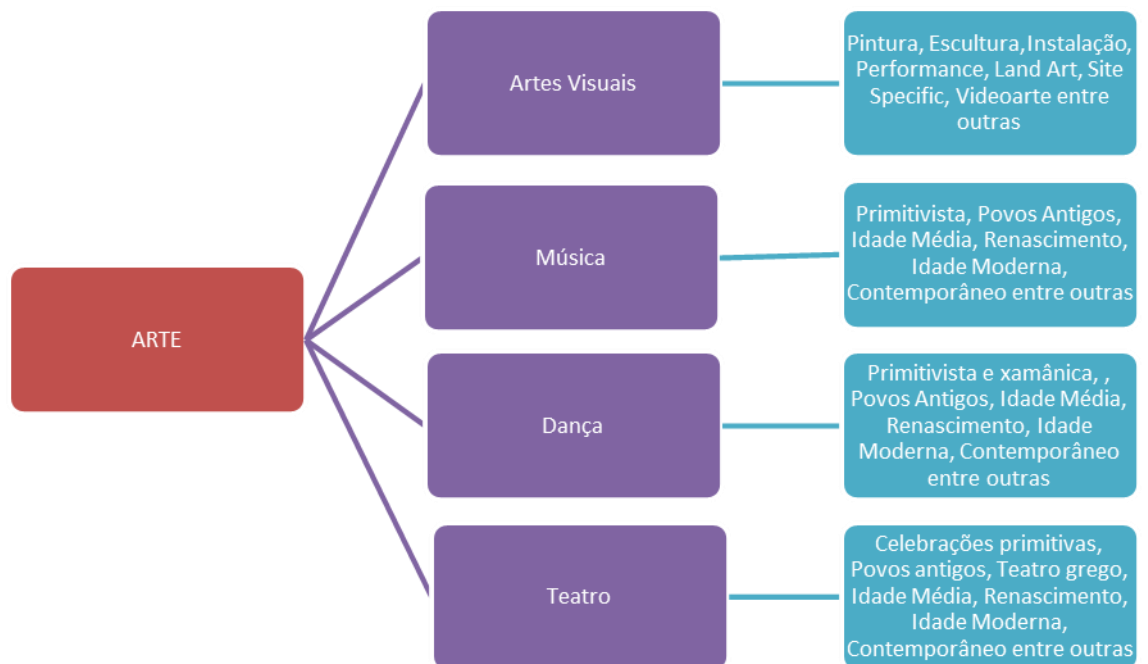 ARTE
Artes Visuais
Pintura, Escultura,Instalação,
Performance, Land Art, Site
Specific, Videoarte entre
outras
Música
Primitivista, Povos Antigos,
Idade Média, Renascimento,
Idade Moderna,
Contemporâneo entre outras
Dança
Primitivista e xamânica, ,
Povos Antigos, Idade Média,
Renascimento, Idade
Moderna, Contemporâneo
entre outras
Teatro
Celebrações primitivas,
Povos antigos, Teatro grego,
Idade Média, Renascimento,
Idade Moderna,
Contemporâneo entre outras